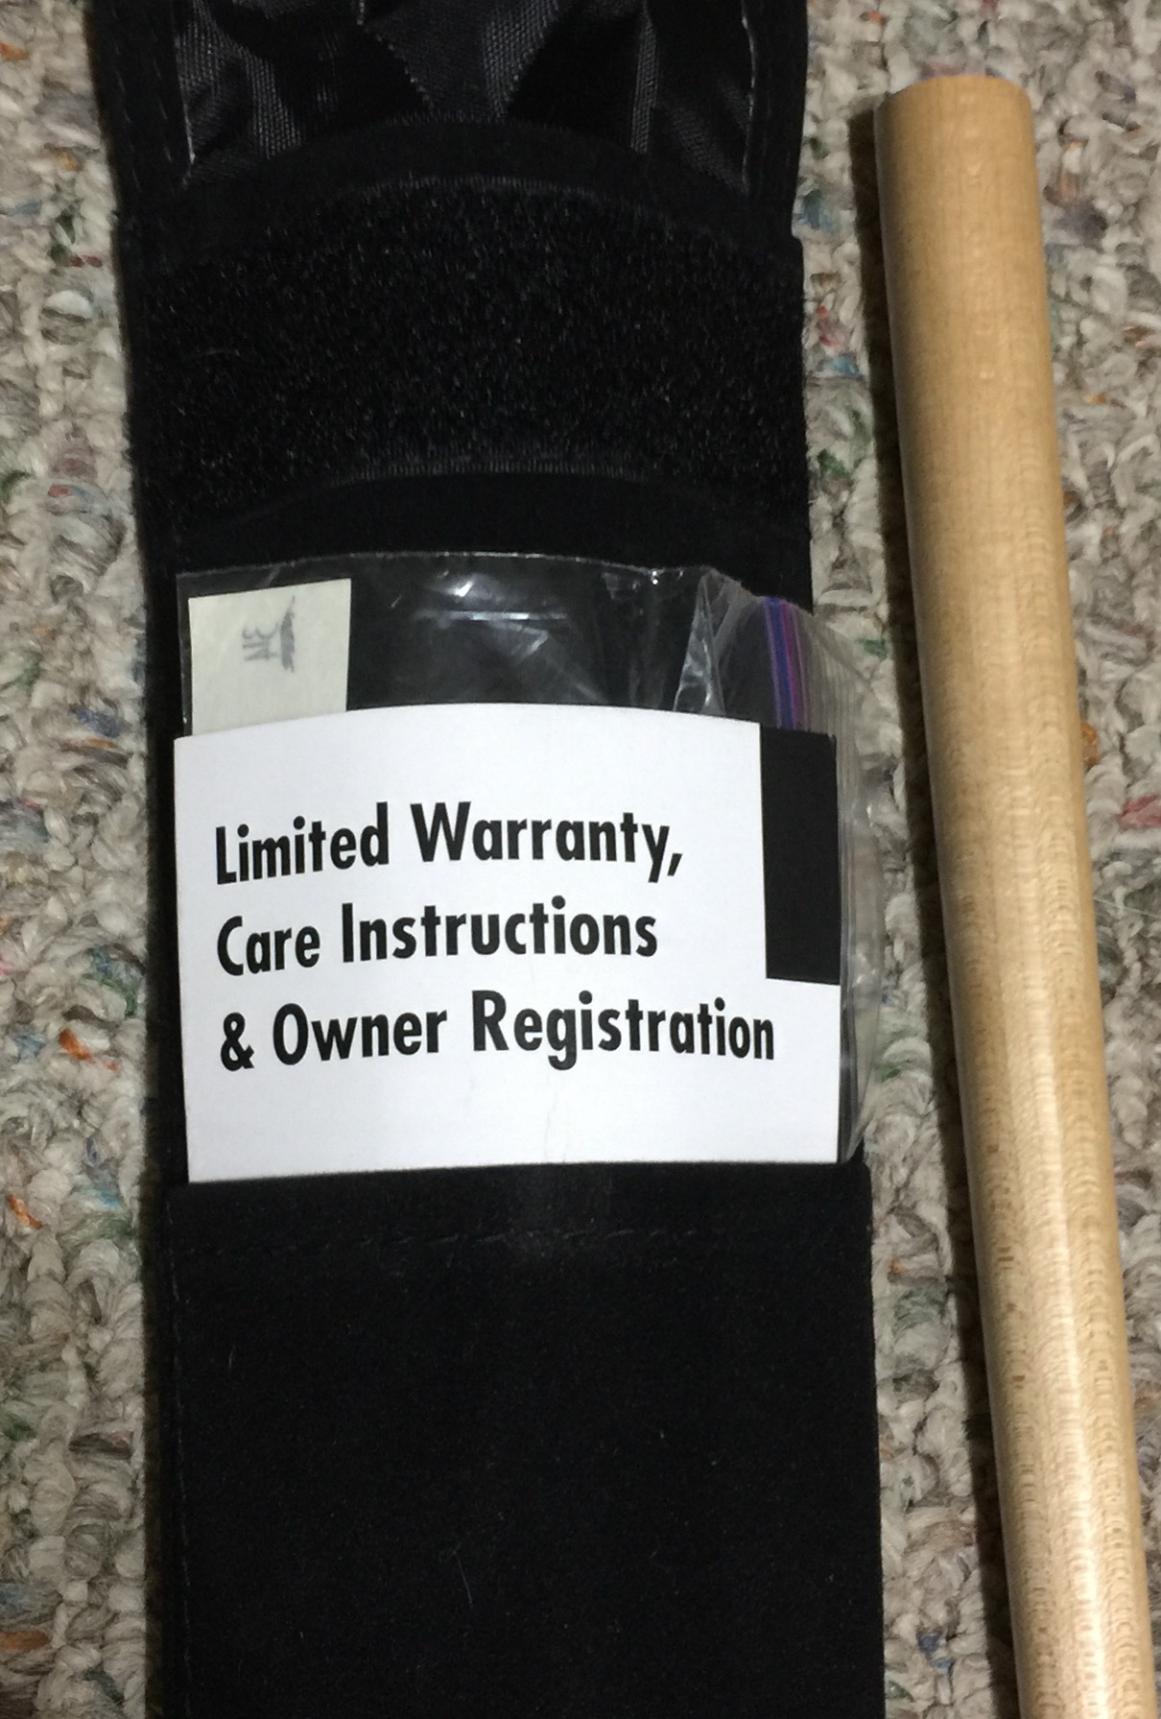 Limited Warranty,
Care Instructions
& Owner Registration